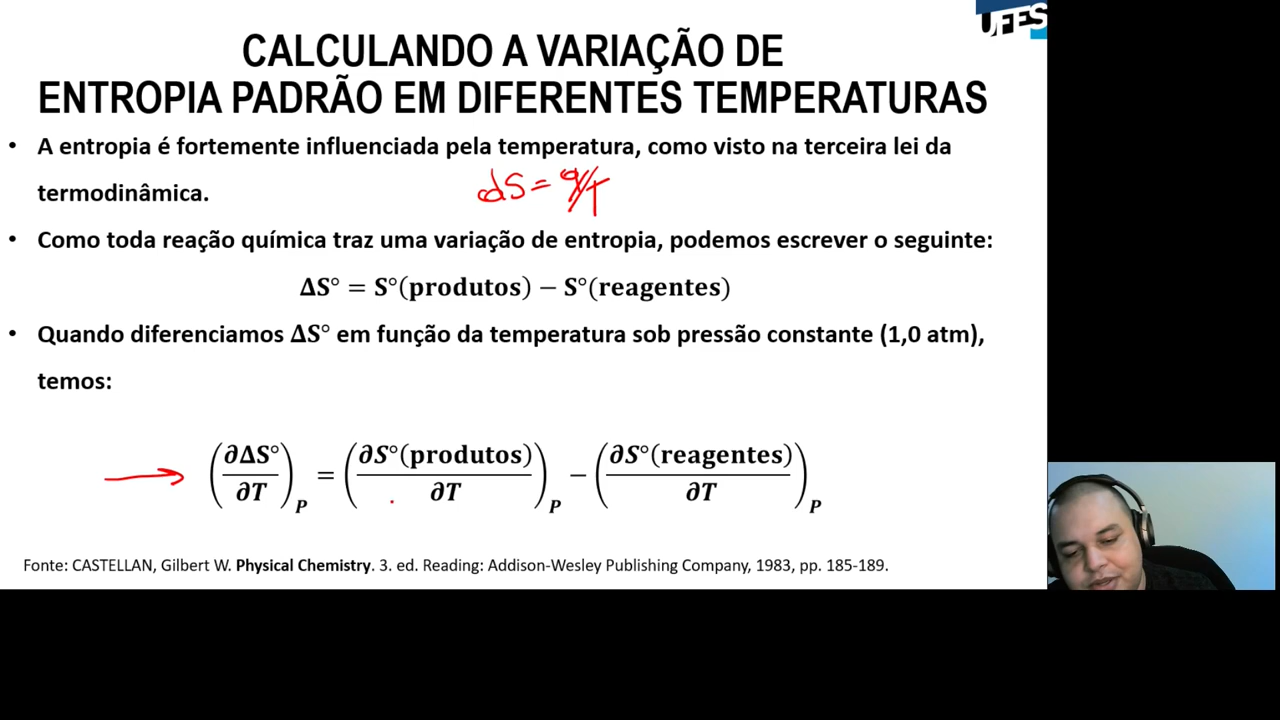 UFES
CALCULANDO A VARIAÇÃO DE
ENTROPIA PADRÃO EM DIFERENTES TEMPERATURAS
• A entropia é fortemente influenciada pela temperatura, como visto na terceira lei da
termodinâmica.
dS = q/T
• Como toda reação química traz uma variação de entropia, podemos escrever o seguinte:
ΔS° = S°(produtos) − S°(reagentes)
• Quando diferenciamos ΔS° em função da temperatura sob pressão constante (1,0 atm),
temos:
(∂ΔS°/∂T)_P = (∂S°(produtos)/∂T)_P − (∂S°(reagentes)/∂T)_P
Fonte: CASTELLAN, Gilbert W. Physical Chemistry. 3. ed. Reading: Addison-Wesley Publishing Company, 1983, pp. 185-189.